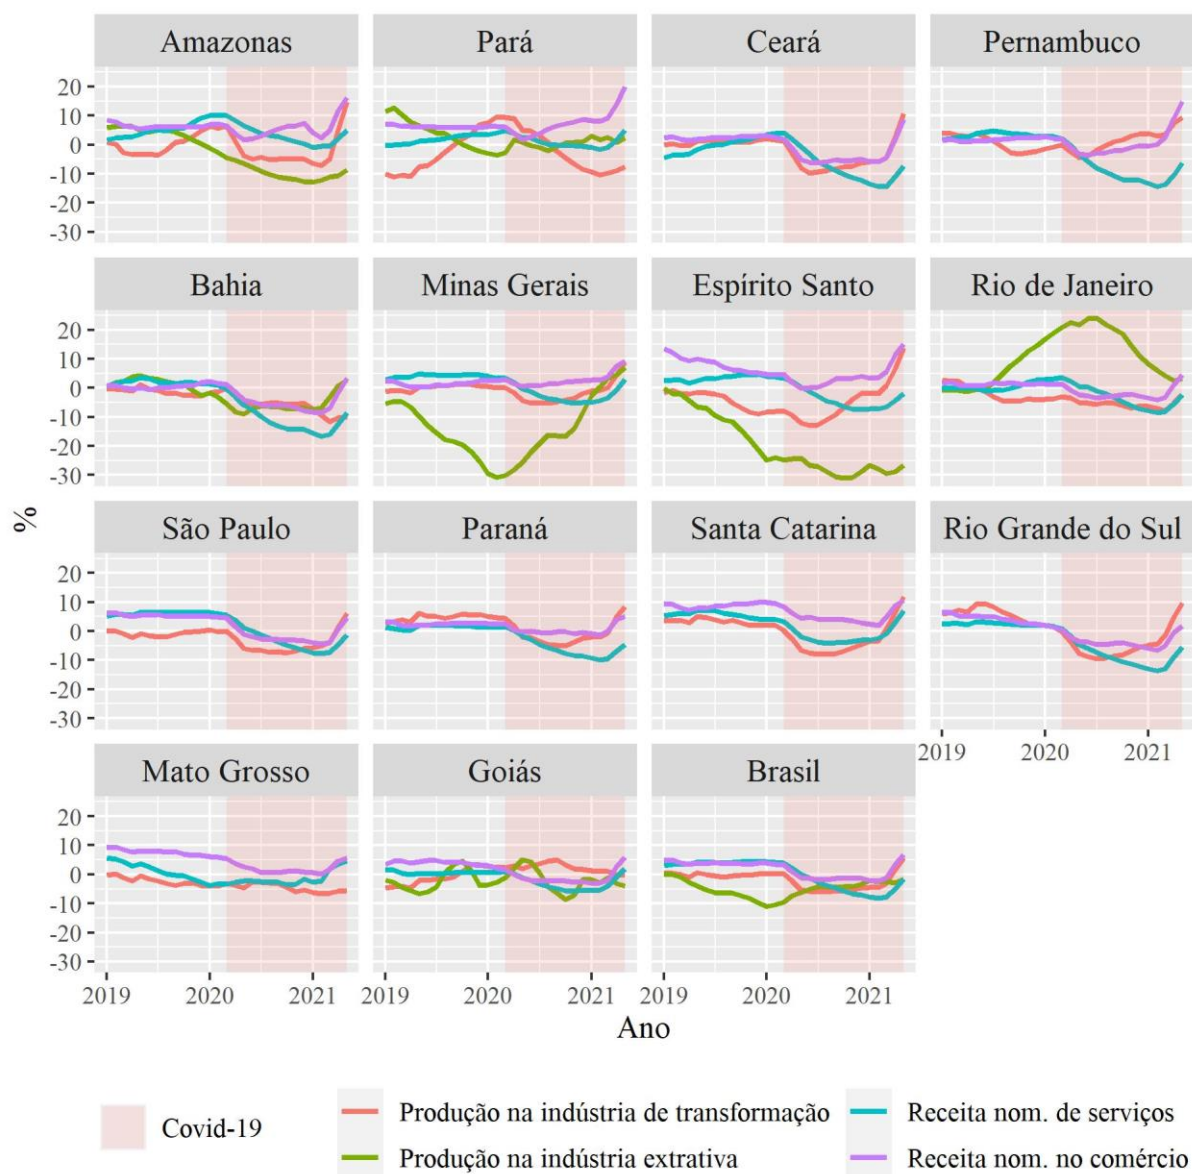 Amazonas Pará Ceará Pernambuco
20
10
0
-10
-20
-30
Bahia Minas Gerais Espírito Santo Rio de Janeiro
20
10
0
-10
-20
-30
%
São Paulo Paraná Santa Catarina Rio Grande do Sul
20
10
0
-10
-20
-30
2019 2020 2021
Mato Grosso Goiás Brasil
20
10
0
-10
-20
-30
2019 2020 2021 2019 2020 2021 2019 2020 2021
Ano
Covid-19 Produção na indústria de transformação Receita nom. de serviços
Produção na indústria extrativa Receita nom. no comércio